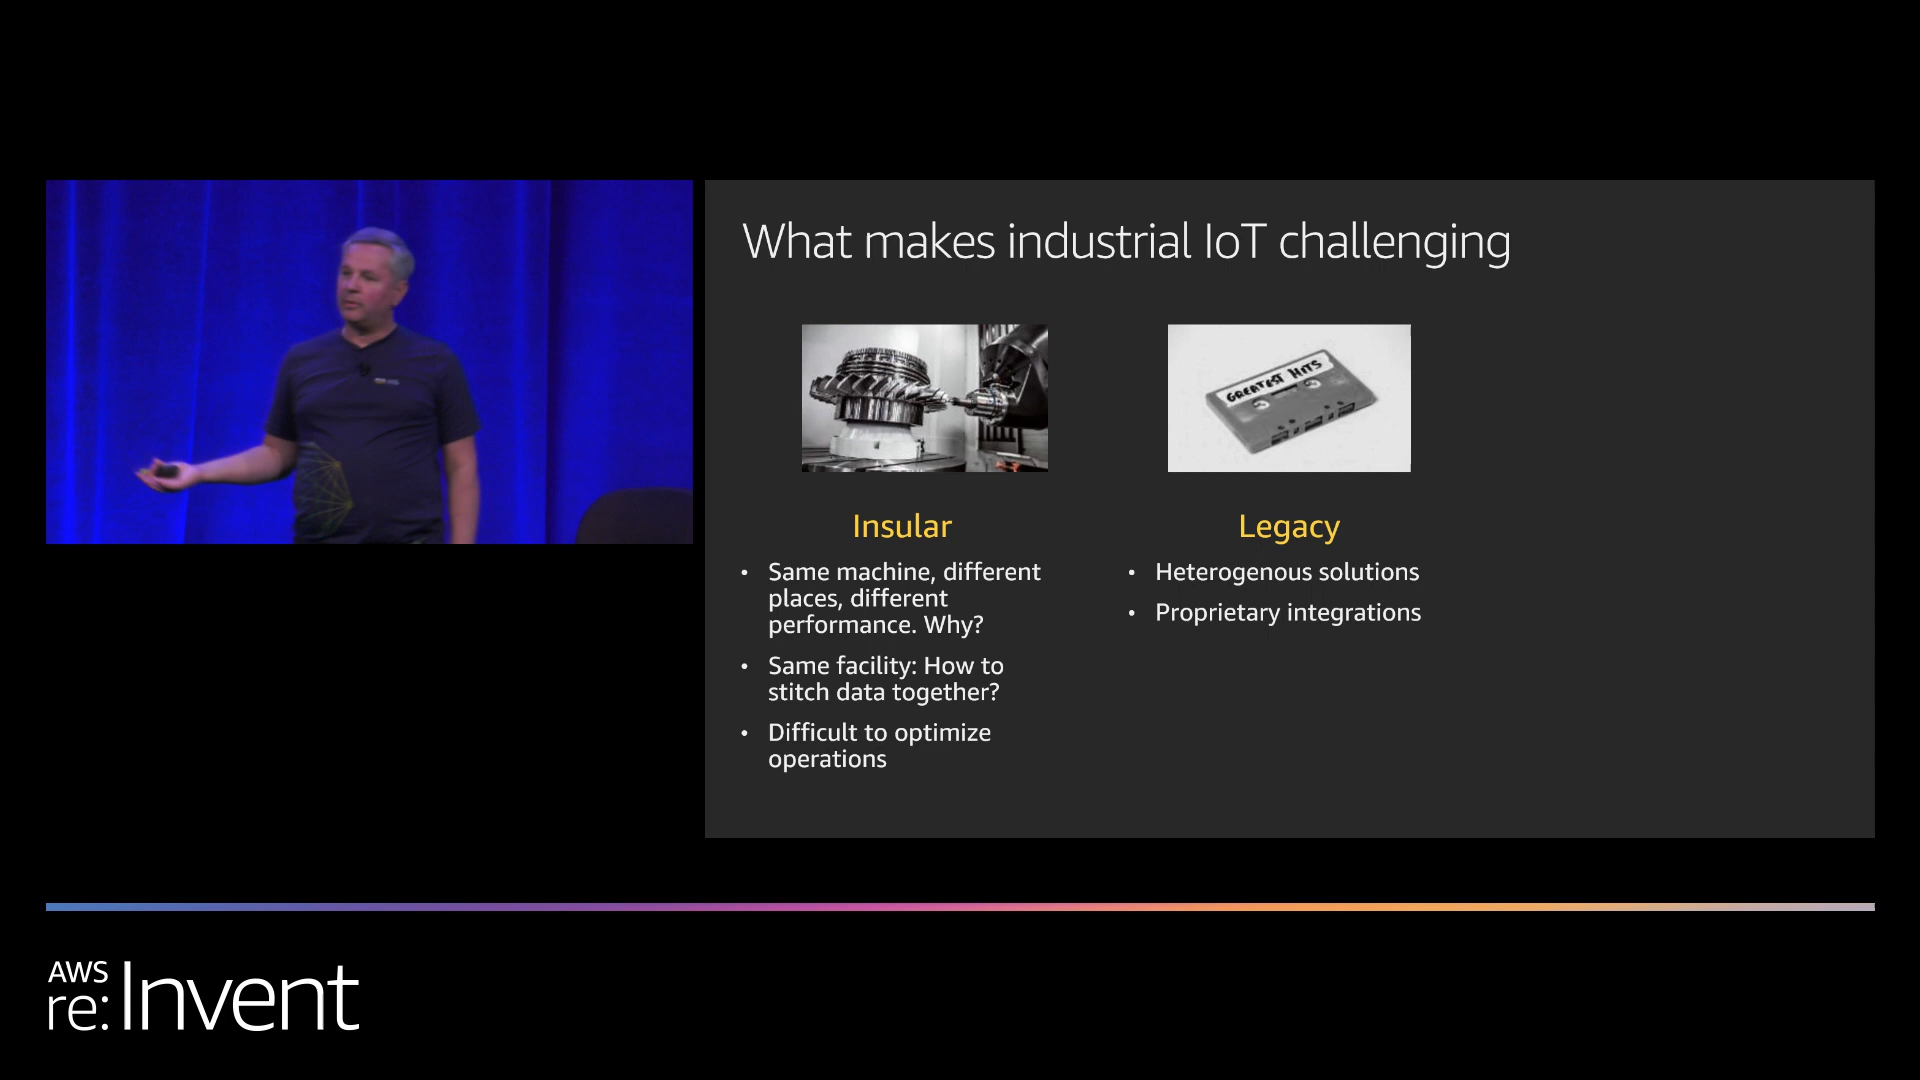 What makes industrial IoT challenging
GREATEST HITS
Insular
• Same machine, different
places, different
performance. Why?
• Same facility: How to
stitch data together?
• Difficult to optimize
operations
Legacy
• Heterogenous solutions
• Proprietary integrations
AWS
re:Invent